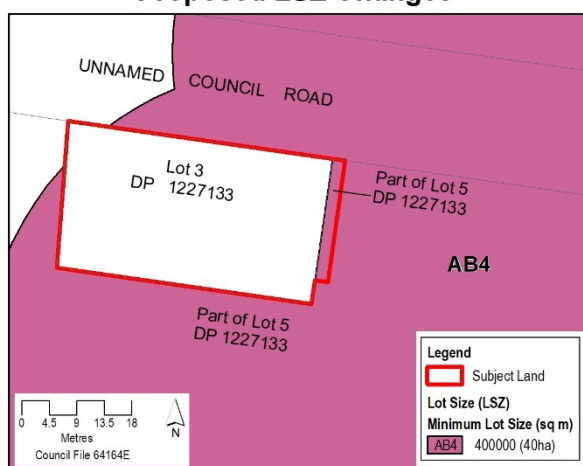 UNNAMED COUNCIL ROAD
Lot 3
DP 1227133
Part of Lot 5
DP 1227133
AB4
Part of Lot 5
DP 1227133
Legend
Subject Land
Lot Size (LSZ)
Minimum Lot Size (sq m)
AB4 400000 (40ha)
0 4.5 9 13.5 18
Metres
N
Council File 64164E